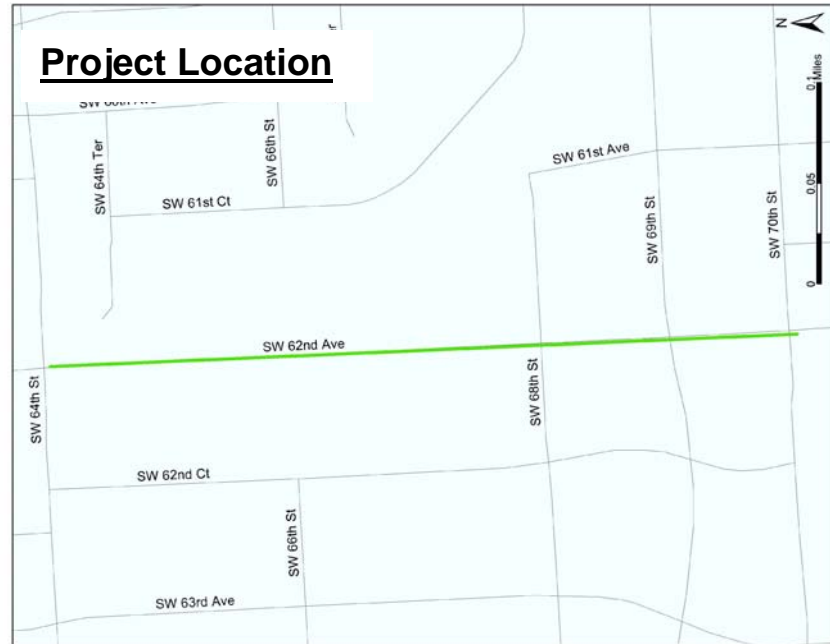 Project Location
N
0.1
Miles
0.05
0
SW 64th Ter
SW 66th St
SW 61st Ct
SW 61st Ave
SW 69th St
SW 70th St
SW 62nd Ave
SW 64th St
SW 68th St
SW 62nd Ct
SW 66th St
SW 63rd Ave